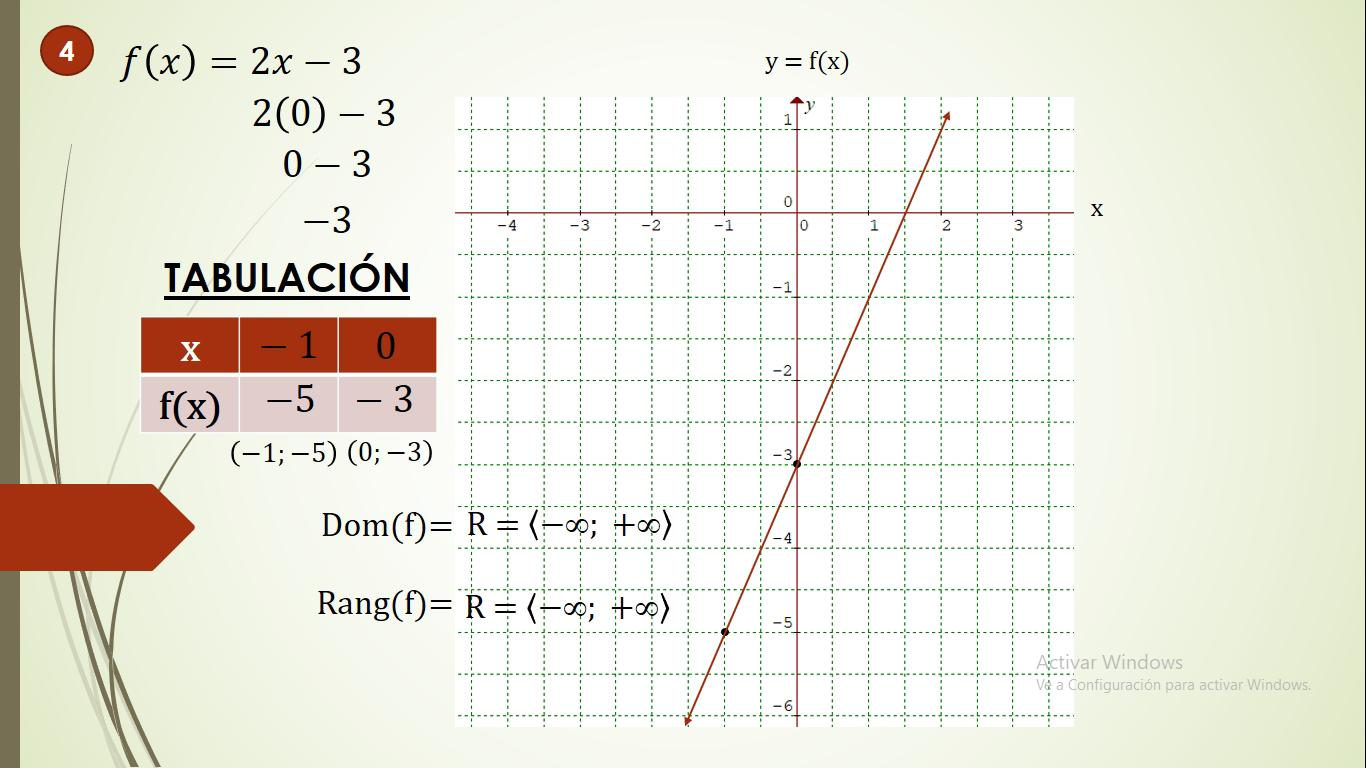 4
f(x) = 2x − 3
2(0) − 3
0 − 3
−3
TABULACIÓN
x − 1 0
f(x) −5 − 3
(−1; −5) (0; −3)
Dom(f)= R = ⟨−∞; +∞⟩
Rang(f)= R = ⟨−∞; +∞⟩
y = f(x)
y
1
0
-4 -3 -2 -1 0 1 2 3
x
-1
-2
-3
-4
-5
-6
Activar Windows
Ve a Configuración para activar Windows.